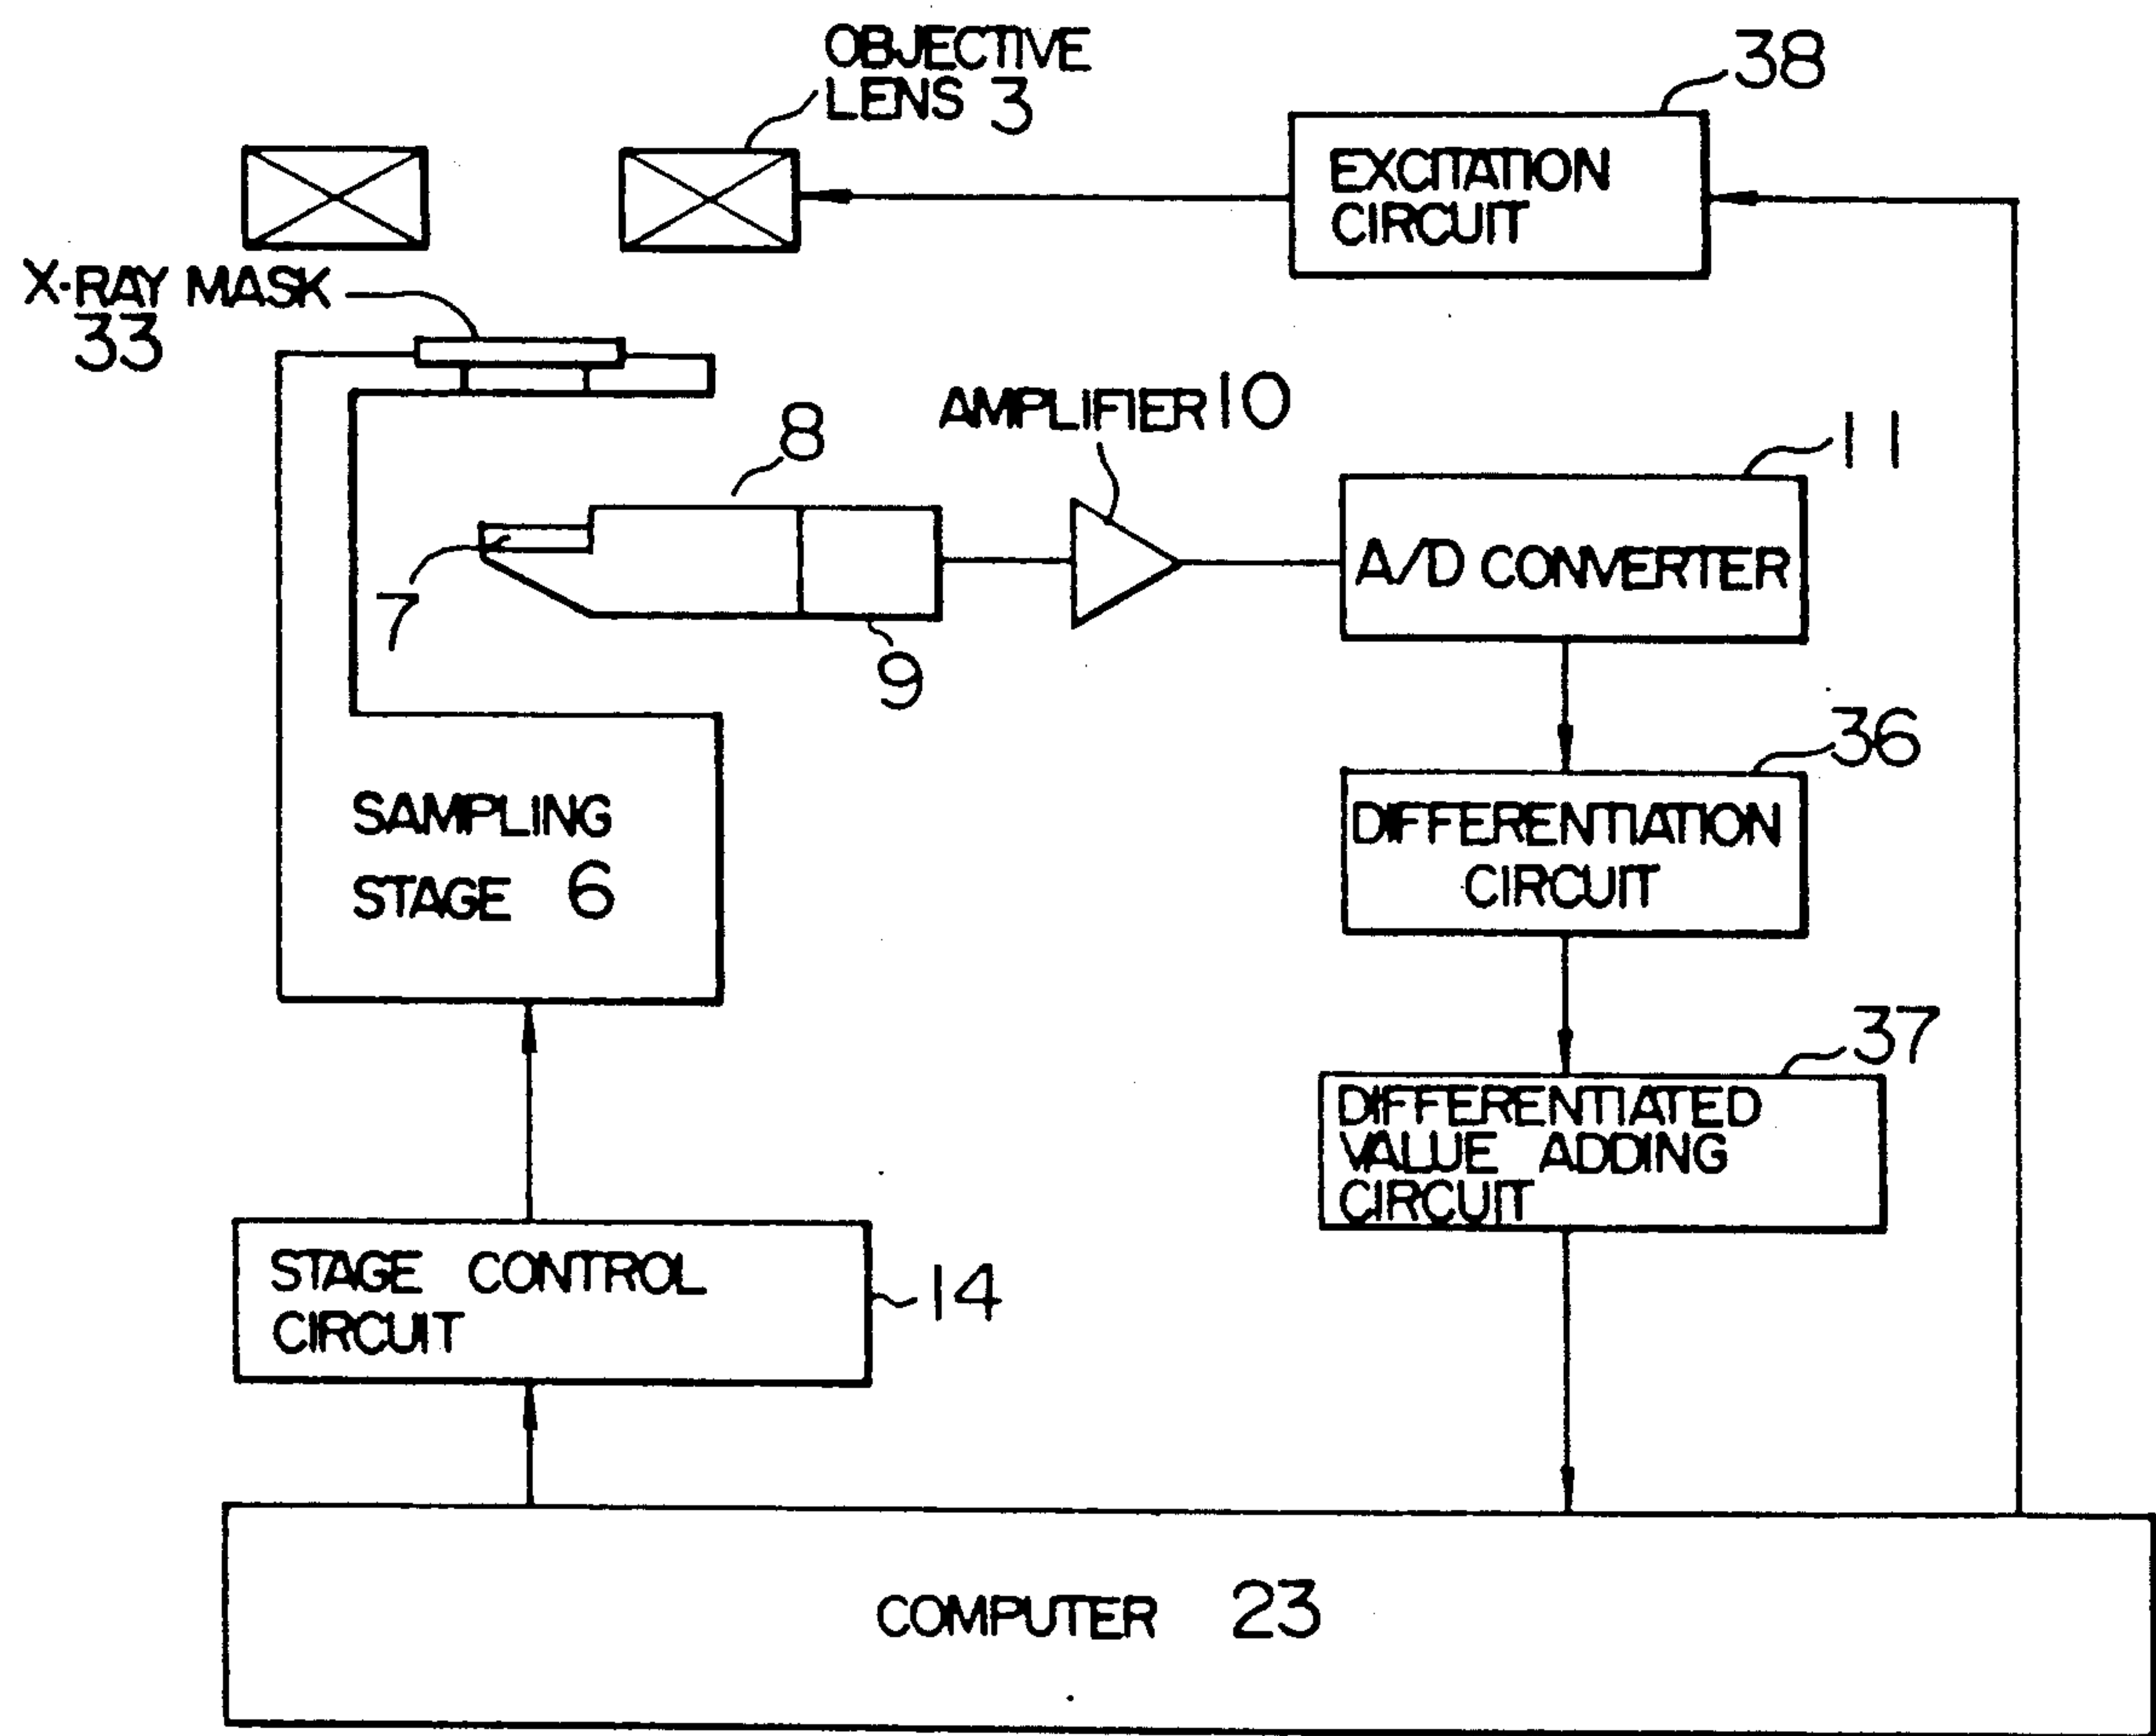 OBJECTIVE
LENS 3
38
EXCITATION
CIRCUIT
X-RAY MASK
33
8
AMPLIFIER 10
11
A/D CONVERTER
7
9
36
DIFFERENTIATION
CIRCUIT
SAMPLING
STAGE 6
37
DIFFERENTIATED
VALUE ADDING
CIRCUIT
STAGE CONTROL
CIRCUIT
14
COMPUTER 23